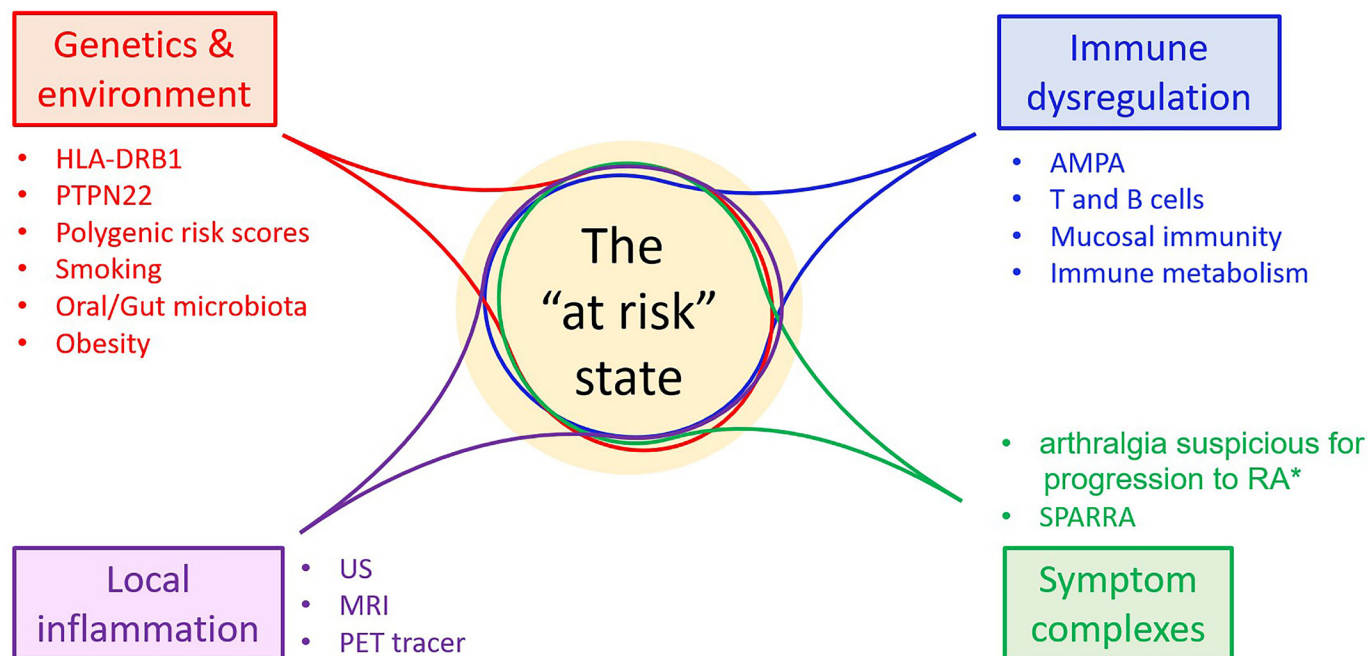 Genetics &
environment
• HLA-DRB1
• PTPN22
• Polygenic risk scores
• Smoking
• Oral/Gut microbiota
• Obesity
Immune
dysregulation
• AMPA
• T and B cells
• Mucosal immunity
• Immune metabolism
The
“at risk”
state
Local
inflammation
• US
• MRI
• PET tracer
• arthralgia suspicious for
progression to RA*
• SPARRA
Symptom
complexes